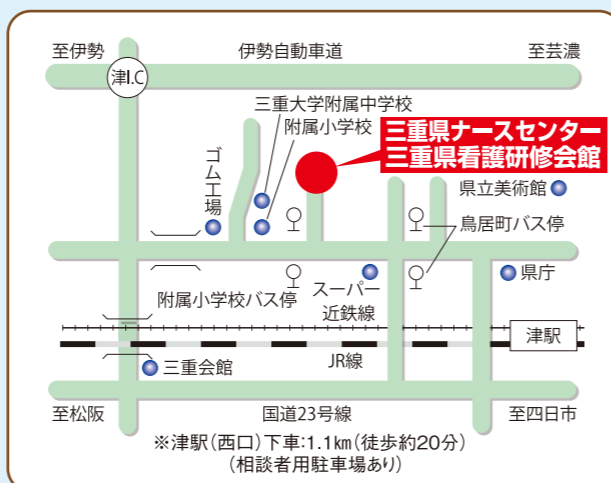 至伊勢
伊勢自動車道
至芸濃
津I.C
三重大学附属中学校
附属小学校
三重県ナースセンター
三重県看護研修会館
ゴム工場
県立美術館
鳥居町バス停
附属小学校バス停
スーパー
県庁
近鉄線
津駅
JR線
三重会館
至松阪
国道23号線
至四日市
※津駅(西口)下車:1.1km(徒歩約20分)
(相談者用駐車場あり)